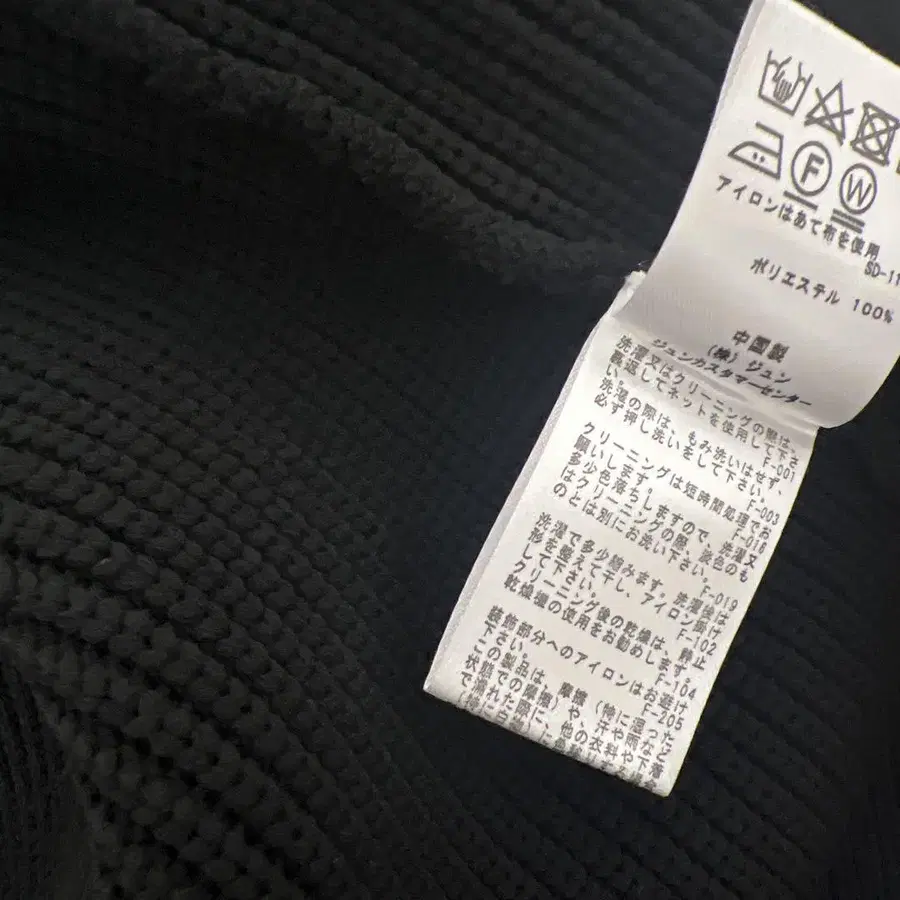 F
W
アイロンはあて布を使用
SD-11
ポリエステル 100%
中国製
(株) ジュン
ジュンカスタマーセンター
洗濯又はクリーニングの際は、
裏返してネットを使用して下さ
い。 F-001
洗濯の際は、もみ洗いはせず、
必ず押し洗いをして下さい。
F-003
クリーニングは短時間処理でお
願いします。 F-016
多少色落ちしますので、洗濯又
はクリーニングの際、淡色のも
のとは別にお洗い下さい。
F-019
洗濯で多少縮みます。洗濯後は
形を整えて干し、アイロン掛け
して下さい。 F-102
クリーニング後の乾燥は、静止
乾燥機の使用をお勧めします。
F-104
装飾部分へのアイロンはお避け
下さい。 F-205
この製品は、摩擦(特に湿った
状態での摩擦)や、汗や雨など
で濡れた際に、他の衣料